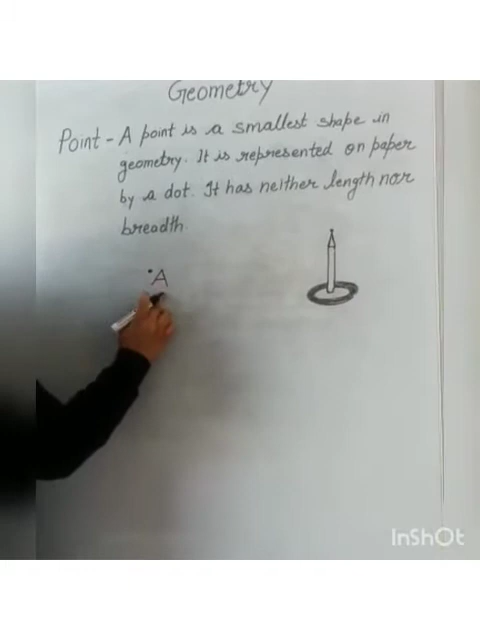 Geometry
Point - A point is a smallest shape in
geometry. It is represented on paper
by a dot. It has neither length nor
breadth.
A
InShOt